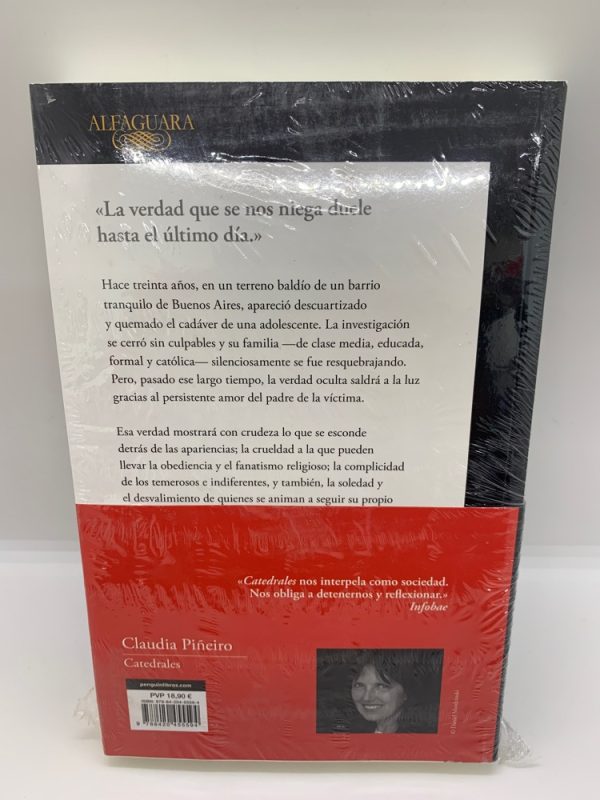 ALFAGUARA
«La verdad que se nos niega duele
hasta el último día.»
Hace treinta años, en un terreno baldío de un barrio
tranquilo de Buenos Aires, apareció descuartizado
y quemado el cadáver de una adolescente. La investigación
se cerró sin culpables y su familia —de clase media, educada,
formal y católica— silenciosamente se fue resquebrajando.
Pero, pasado ese largo tiempo, la verdad oculta saldrá a la luz
gracias al persistente amor del padre de la víctima.
Esa verdad mostrará con crudeza lo que se esconde
detrás de las apariencias; la crueldad a la que pueden
llevar la obediencia y el fanatismo religioso; la complicidad
de los temerosos e indiferentes, y también, la soledad y
el desvalimiento de quienes se animan a seguir su propio
«Catedrales nos interpela como sociedad.
Nos obliga a detenernos y reflexionar.»
Infobae
Claudia Piñeiro
Catedrales
penguinlibros.com
PVP 18,90 €
9 788420 455594